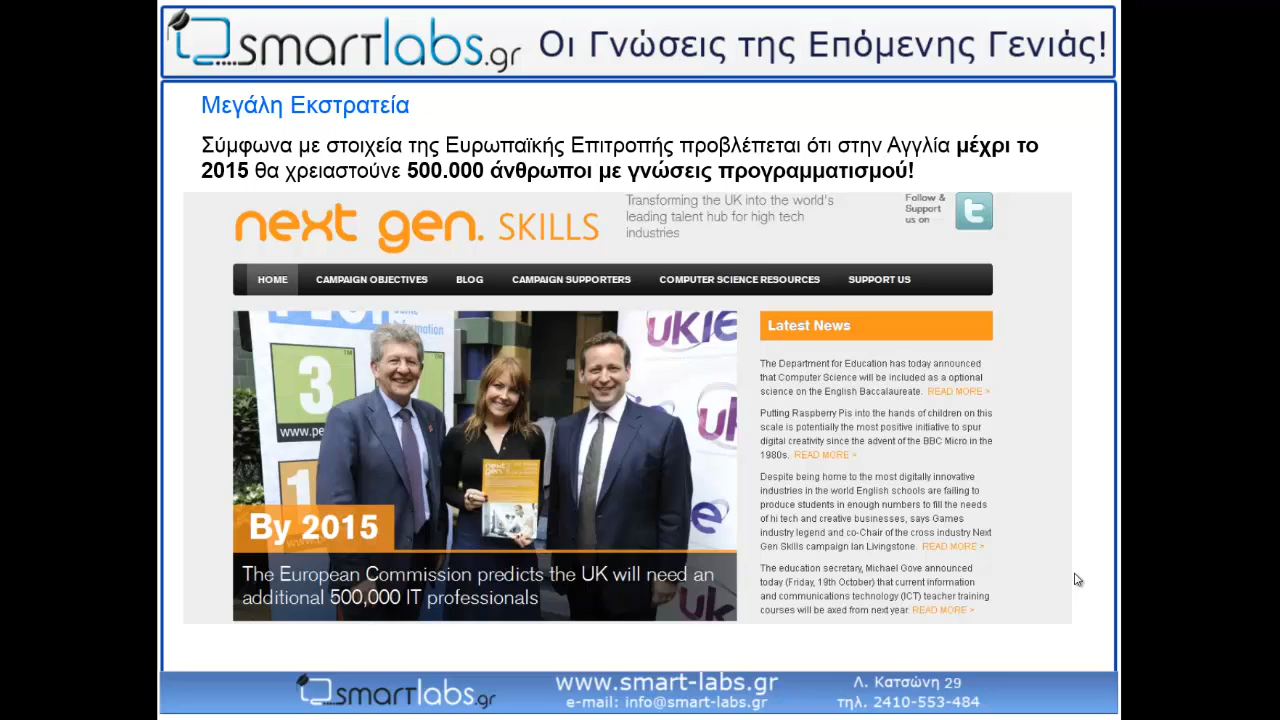 smartlabs.gr Οι Γνώσεις της Επόμενης Γενιάς!
Μεγάλη Εκστρατεία
Σύμφωνα με στοιχεία της Ευρωπαϊκής Επιτροπής προβλέπεται ότι στην Αγγλία μέχρι το
2015 θα χρειαστούνε 500.000 άνθρωποι με γνώσεις προγραμματισμού!
next gen. SKILLS
Transforming the UK into the world's
leading talent hub for high tech
industries
Follow &
Support
us on
HOME CAMPAIGN OBJECTIVES BLOG CAMPAIGN SUPPORTERS COMPUTER SCIENCE RESOURCES SUPPORT US
ukie
3
www.pe
By 2015
The European Commission predicts the UK will need an
additional 500,000 IT professionals
Latest News
The Department for Education has today announced
that Computer Science will be included as a optional
science on the English Baccalaureate. READ MORE >
Putting Raspberry Pis into the hands of children on this
scale is potentially the most positive initiative to spur
digital creativity since the advent of the BBC Micro in the
1980s. READ MORE >
Despite being home to the most digitally innovative
industries in the world English schools are failing to
produce students in enough numbers to fill the needs
of hi tech and creative businesses, says Games
industry legend and co-Chair of the cross industry Next
Gen Skills campaign Ian Livingstone. READ MORE >
The education secretary, Michael Gove announced
today (Friday, 19th October) that current information
and communications technology (ICT) teacher training
courses will be axed from next year. READ MORE >
smartlabs.gr
www.smart-labs.gr
e-mail: info@smart-labs.gr
Λ. Κατσώνη 29
τηλ. 2410-553-484